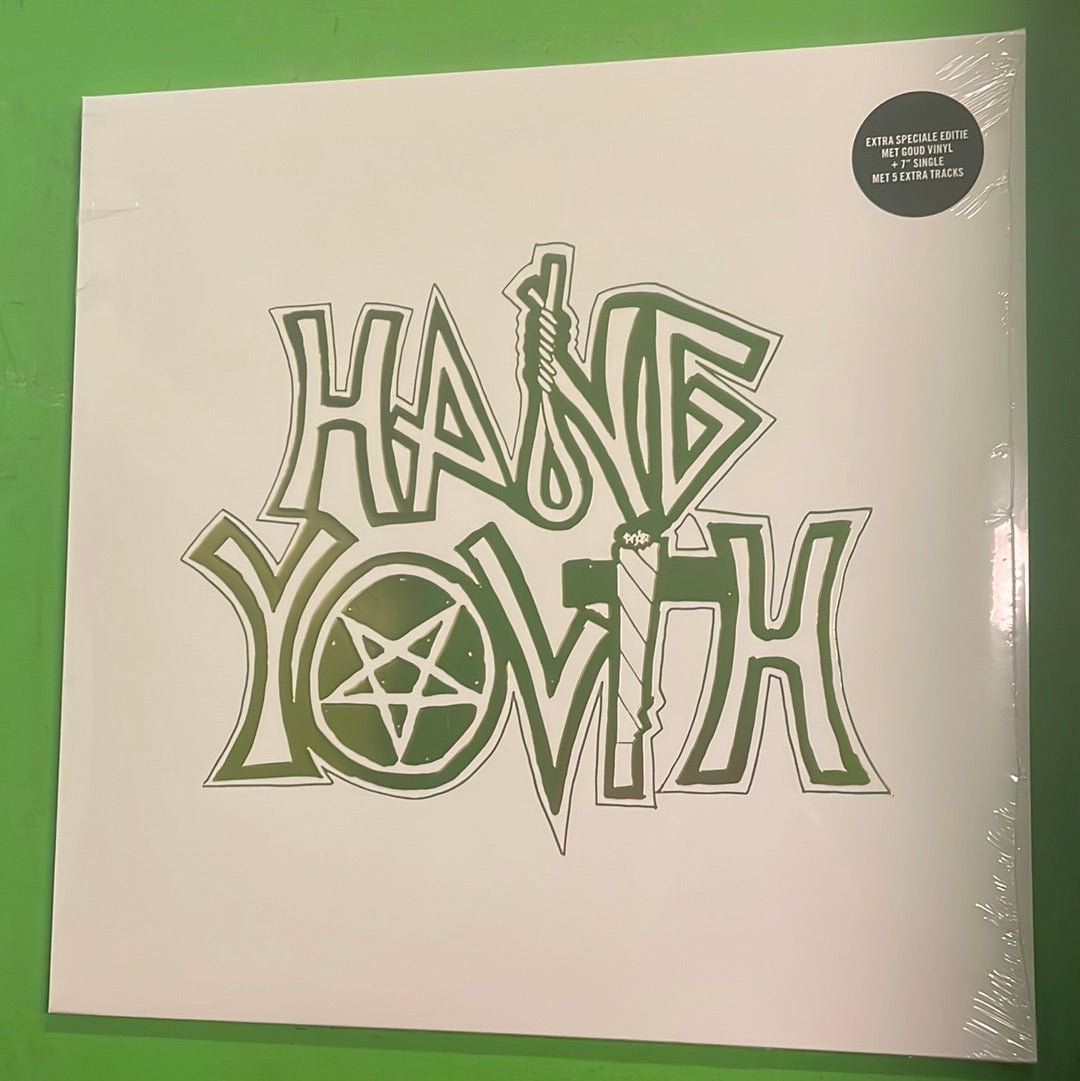 EXTRA SPECIALE EDITIE
MET GOUD VINYL
+ 7" SINGLE
MET 5 EXTRA TRACKS
HANG
YOUTH